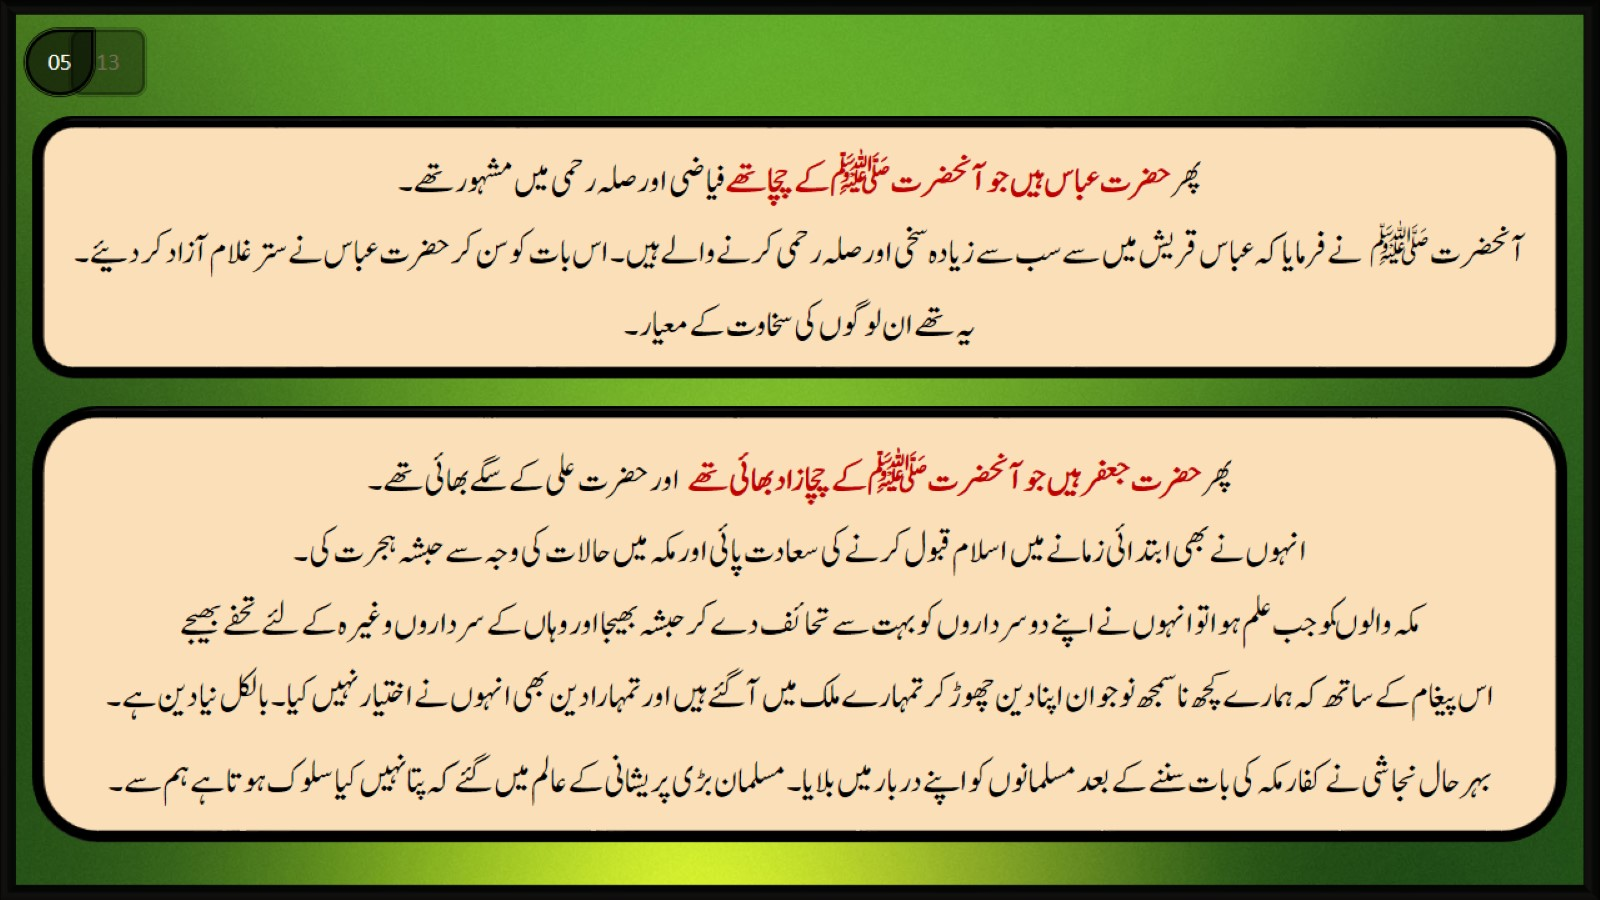 05
13
پھر حضرت عباس ہیں جو آنحضرت ﷺ کے چچا تھے فیاضی اور صلہ رحمی میں مشہور تھے۔
آنحضرت ﷺ نے فرمایا کہ عباس قریش میں سے سب سے زیادہ سخی اور صلہ رحمی کرنے والے ہیں۔ اس بات کو سن کر حضرت عباس نے ستر غلام آزاد کر دیئے۔
یہ تھے ان لوگوں کی سخاوت کے معیار۔
پھر حضرت جعفر ہیں جو آنحضرت ﷺ کے چچازاد بھائی تھے اور حضرت علی کے سگے بھائی تھے۔
انہوں نے بھی ابتدائی زمانے میں اسلام قبول کرنے کی سعادت پائی اور مکہ میں حالات کی وجہ سے حبشہ ہجرت کی۔
مکہ والوں کو جب علم ہوا تو انہوں نے اپنے دو سرداروں کو بہت سے تحائف دے کر حبشہ بھیجا اور وہاں کے سرداروں وغیرہ کے لئے تحفے بھیجے
اس پیغام کے ساتھ کہ ہمارے کچھ ناسمجھ نوجوان اپنا دین چھوڑ کر تمہارے ملک میں آگئے ہیں اور تمہارا دین بھی انہوں نے اختیار نہیں کیا۔ بالکل نیا دین ہے۔
بہر حال نجاشی نے کفار مکہ کی بات سننے کے بعد مسلمانوں کو اپنے دربار میں بلایا۔ مسلمان بڑی پریشانی کے عالم میں گئے کہ پتا نہیں کیا سلوک ہوتا ہے ہم سے۔